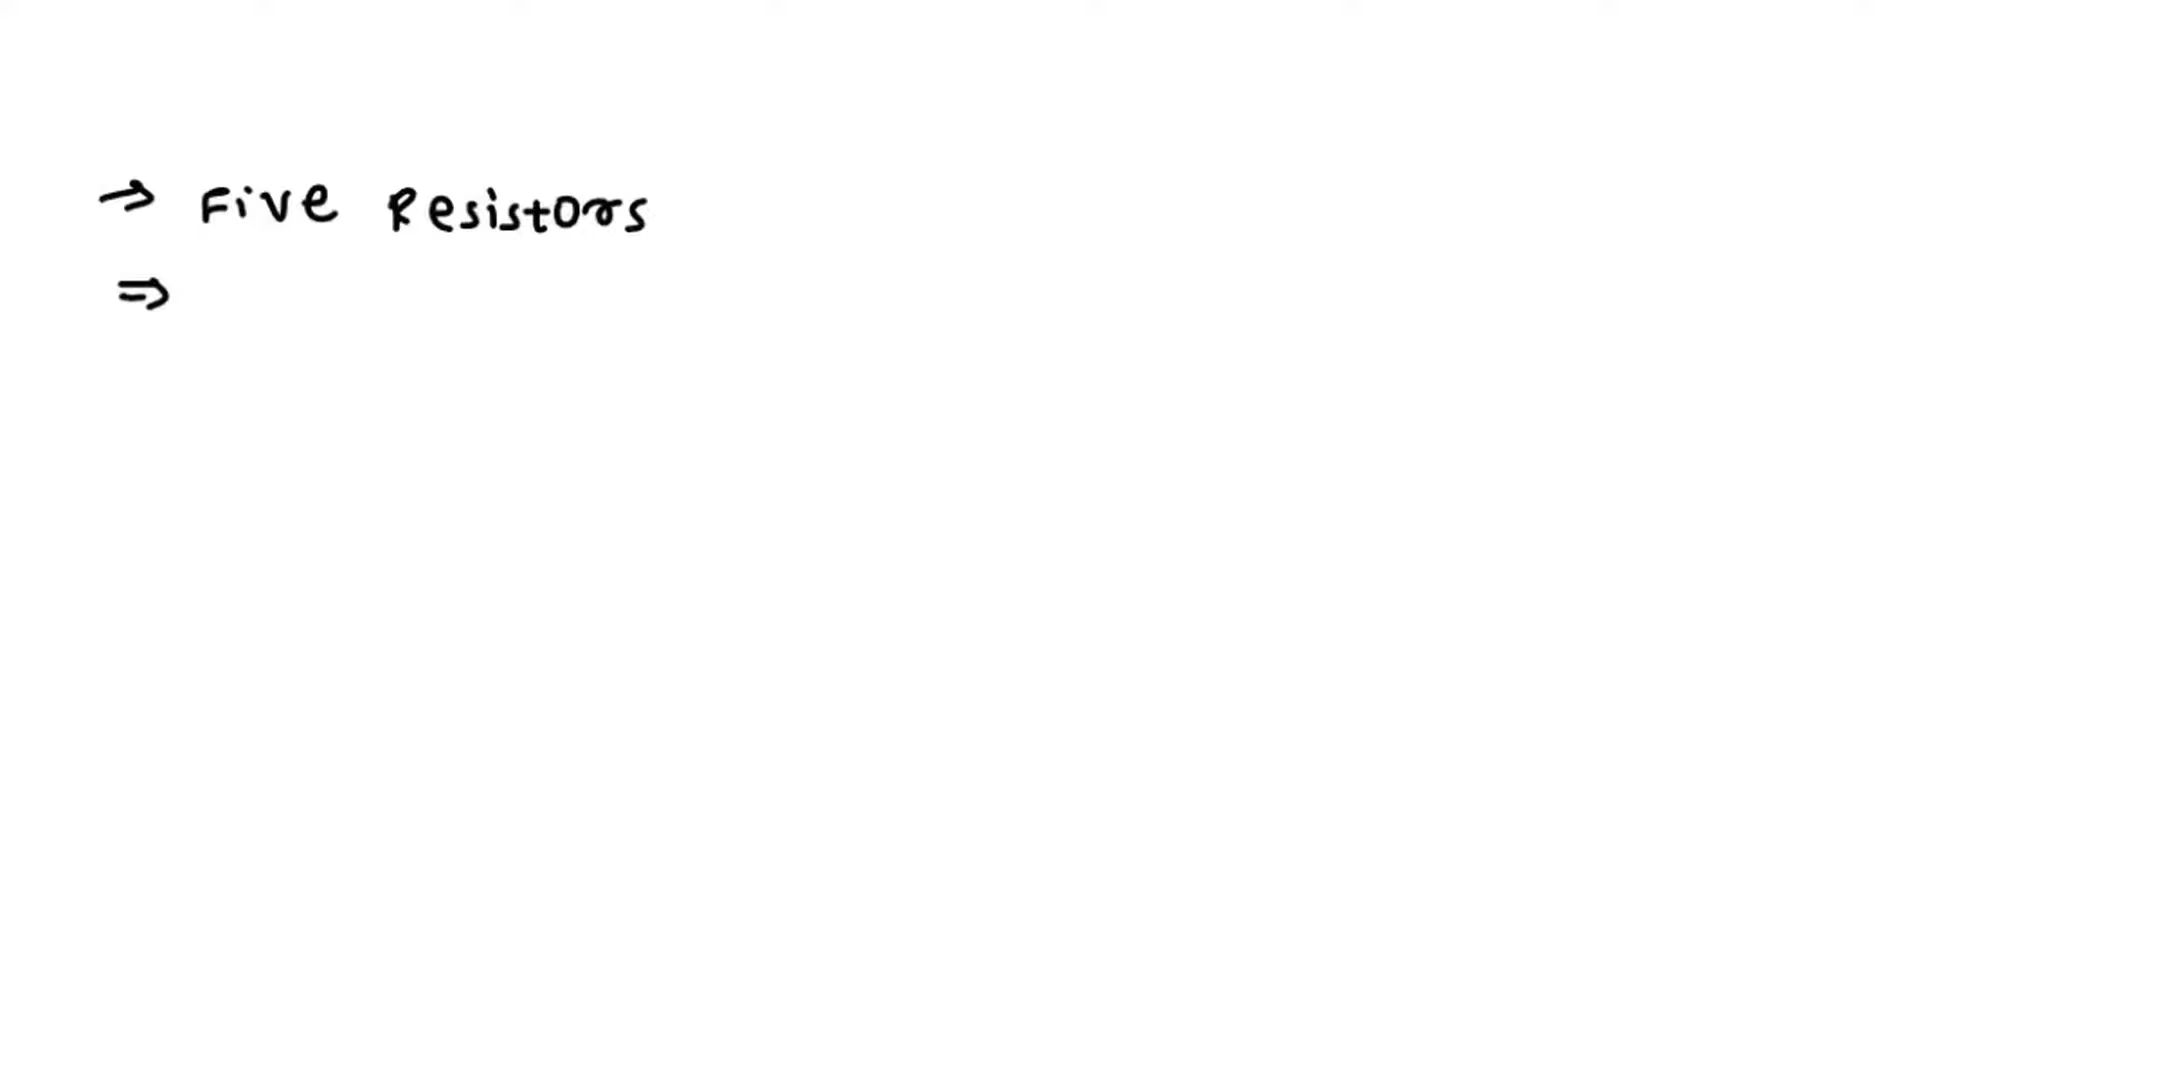 → Five Resistors
⇒